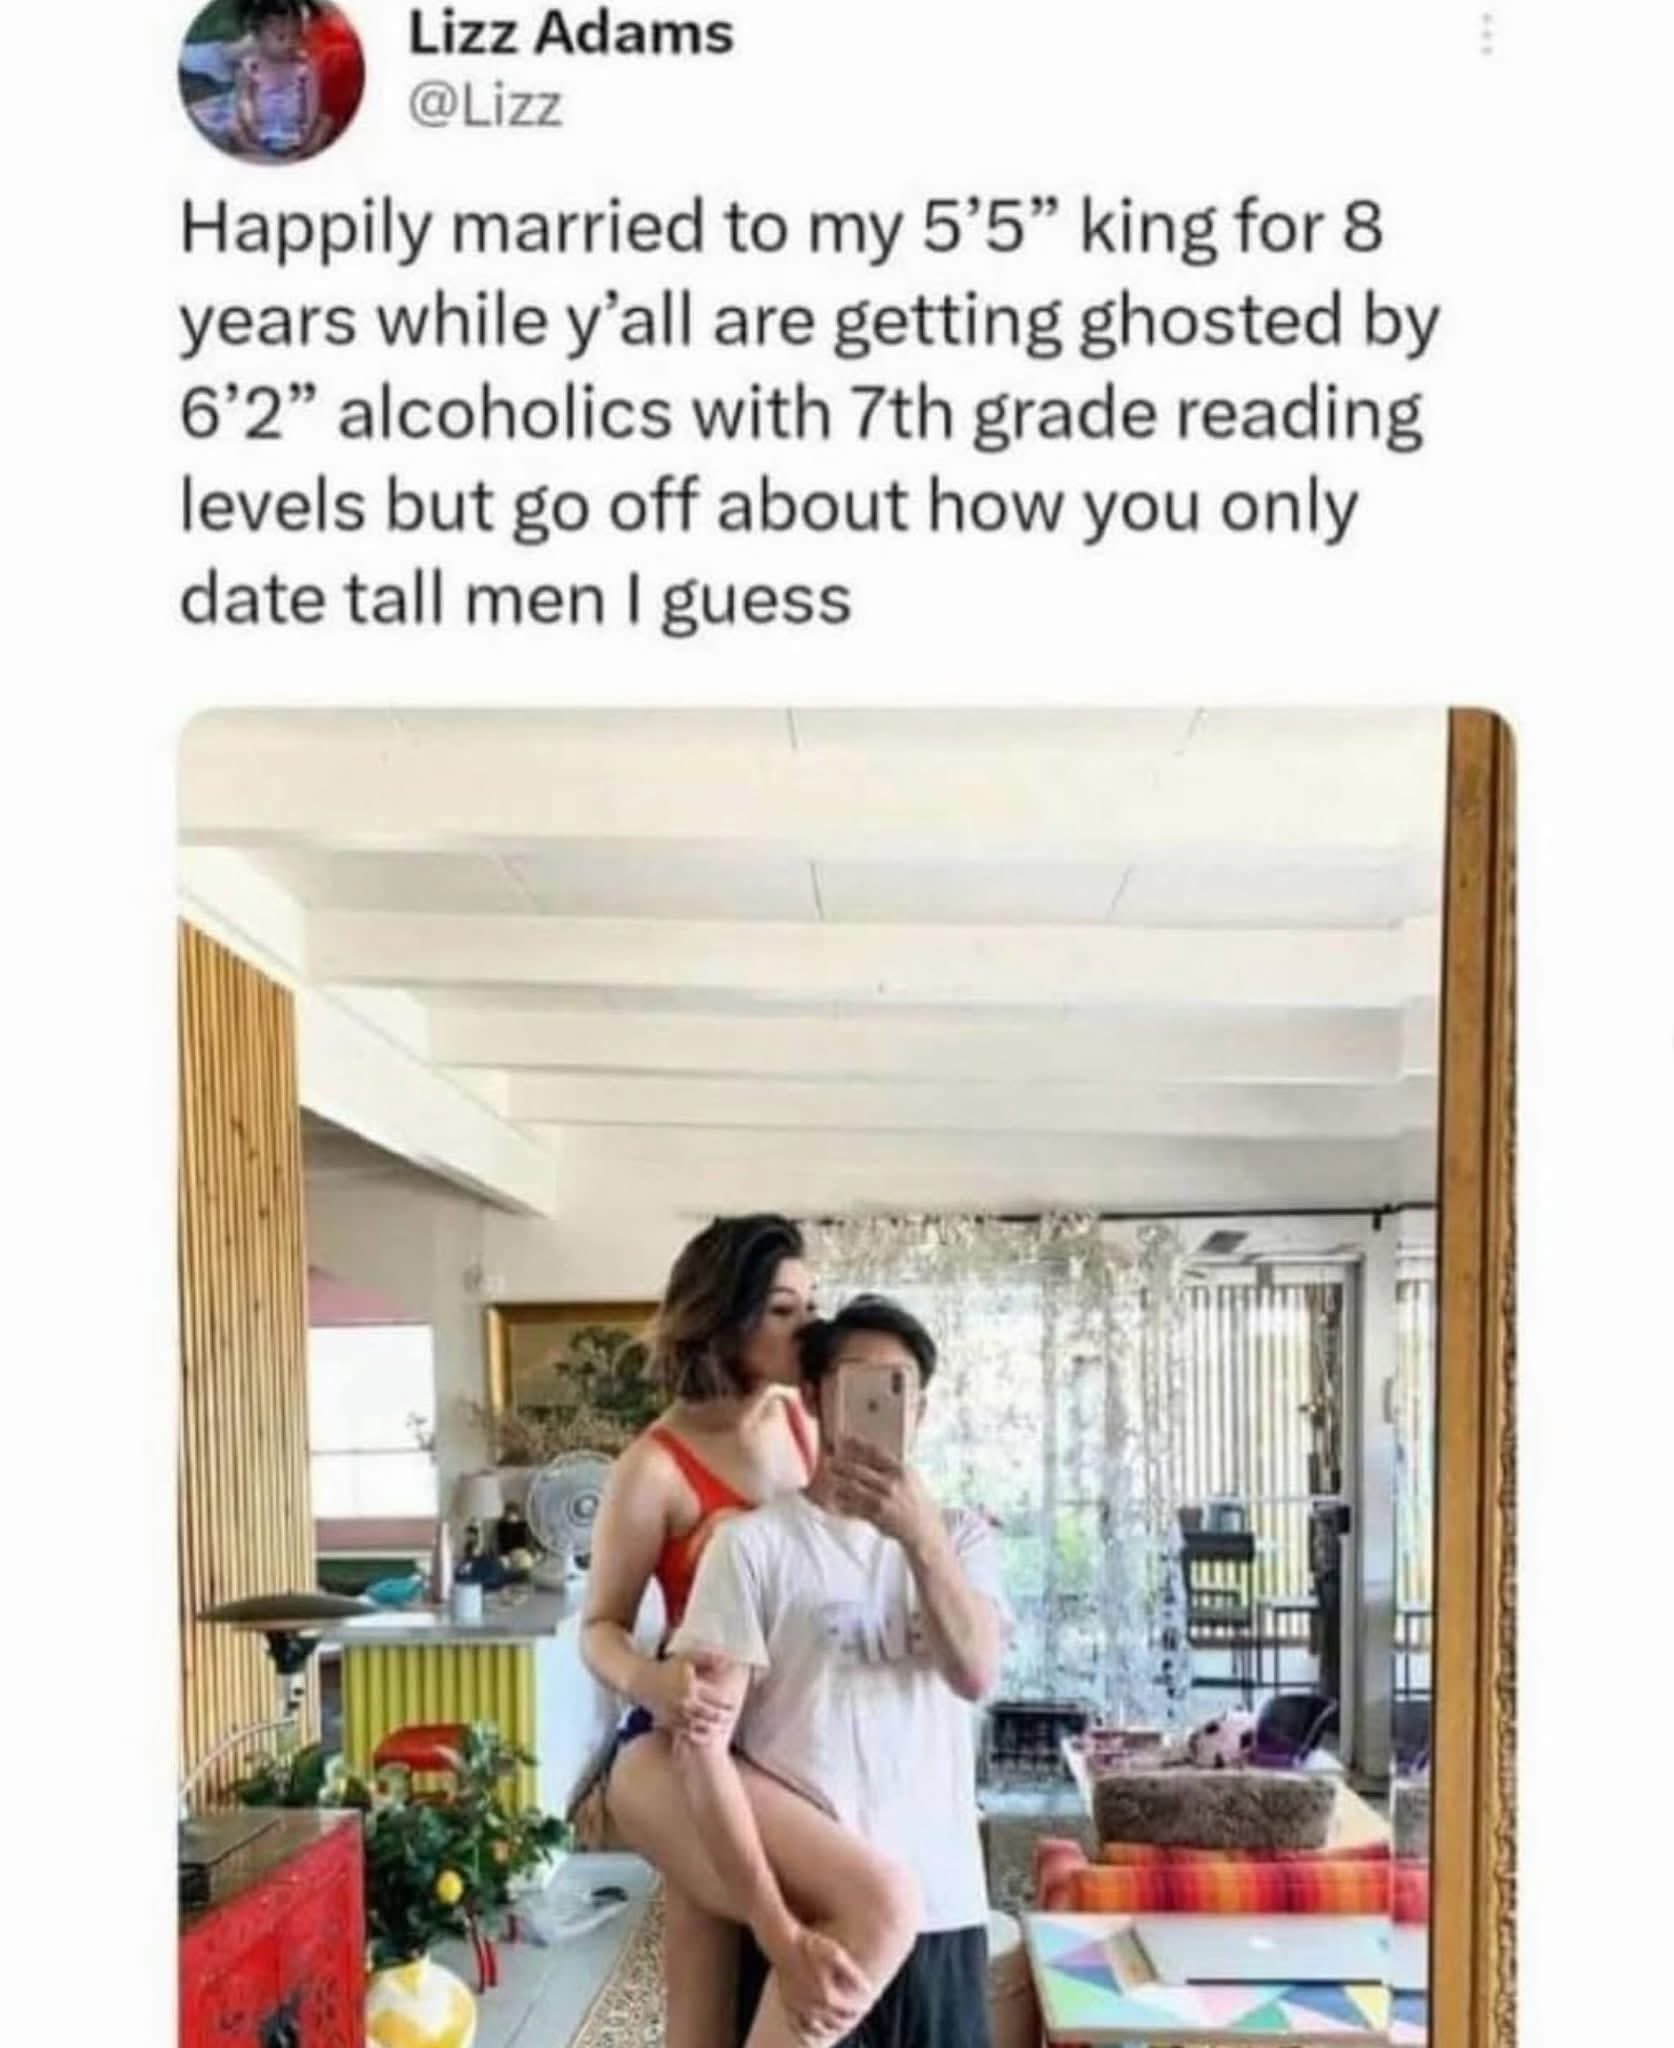 Lizz Adams
@Lizz
Happily married to my 5’5” king for 8
years while y’all are getting ghosted by
6’2” alcoholics with 7th grade reading
levels but go off about how you only
date tall men I guess